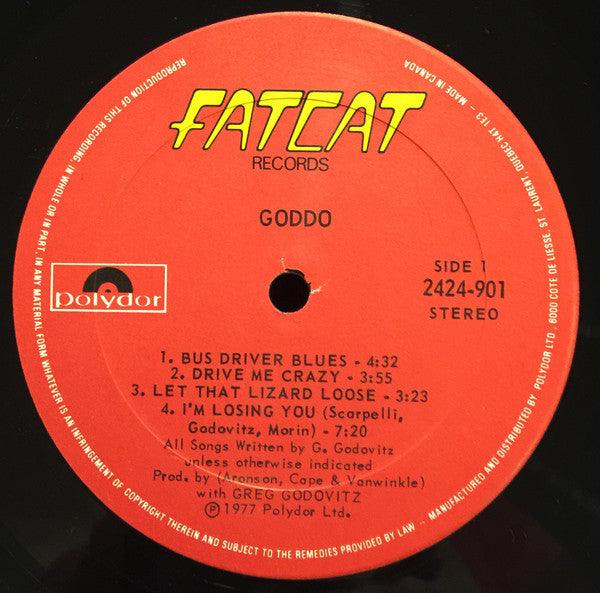 FATCAT
RECORDS
GODDO
polydor
SIDE 1
2424-901
STEREO
1. BUS DRIVER BLUES - 4:32
2. DRIVE ME CRAZY - 3:55
3. LET THAT LIZARD LOOSE - 3:23
4. I'M LOSING YOU (Scarpelli,
Godovitz, Morin) - 7:20
All Songs Written by G. Godovitz
unless otherwise indicated
Prod. by (Aronson, Cape & Vanwinkle)
with GREG GODOVITZ
Ⓟ 1977 Polydor Ltd.
REPRODUCTION OF THIS RECORDING, IN WHOLE OR IN PART, IN ANY MATERIAL FORM WHATEVER IS AN INFRINGEMENT OF COPYRIGHT THEREIN AND SUBJECT TO THE REMEDIES PROVIDED BY LAW – MANUFACTURED AND DISTRIBUTED BY POLYDOR LTD. 6000 COTE DE LIESSE, ST LAURENT, QUEBEC H4T 1E3 – MADE IN CANADA